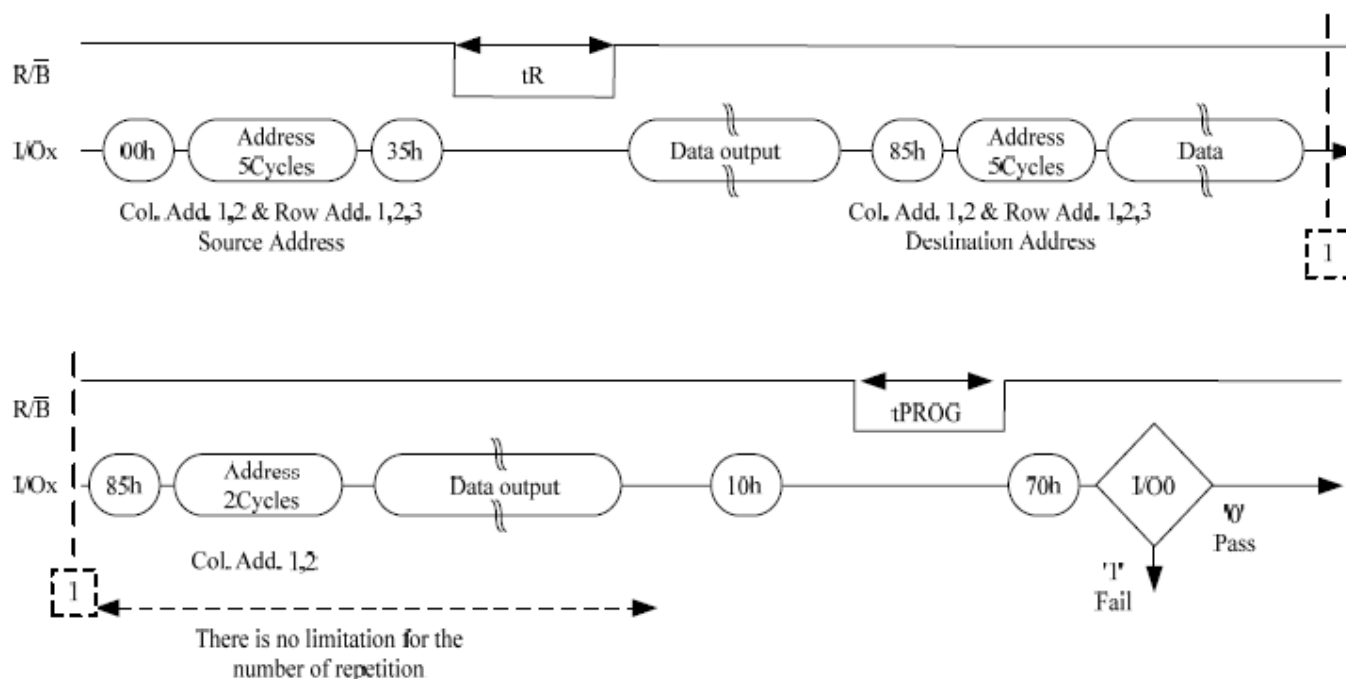 R/B̅
tR
I/Ox
00h
Address
5Cycles
35h
Data output
85h
Address
5Cycles
Data
Col. Add. 1,2 & Row Add. 1,2,3
Source Address
Col. Add. 1,2 & Row Add. 1,2,3
Destination Address
1
R/B̅
tPROG
I/Ox
85h
Address
2Cycles
Data output
10h
70h
I/O0
'0'
Pass
Col. Add. 1,2
1
'1'
Fail
There is no limitation for the
number of repetition